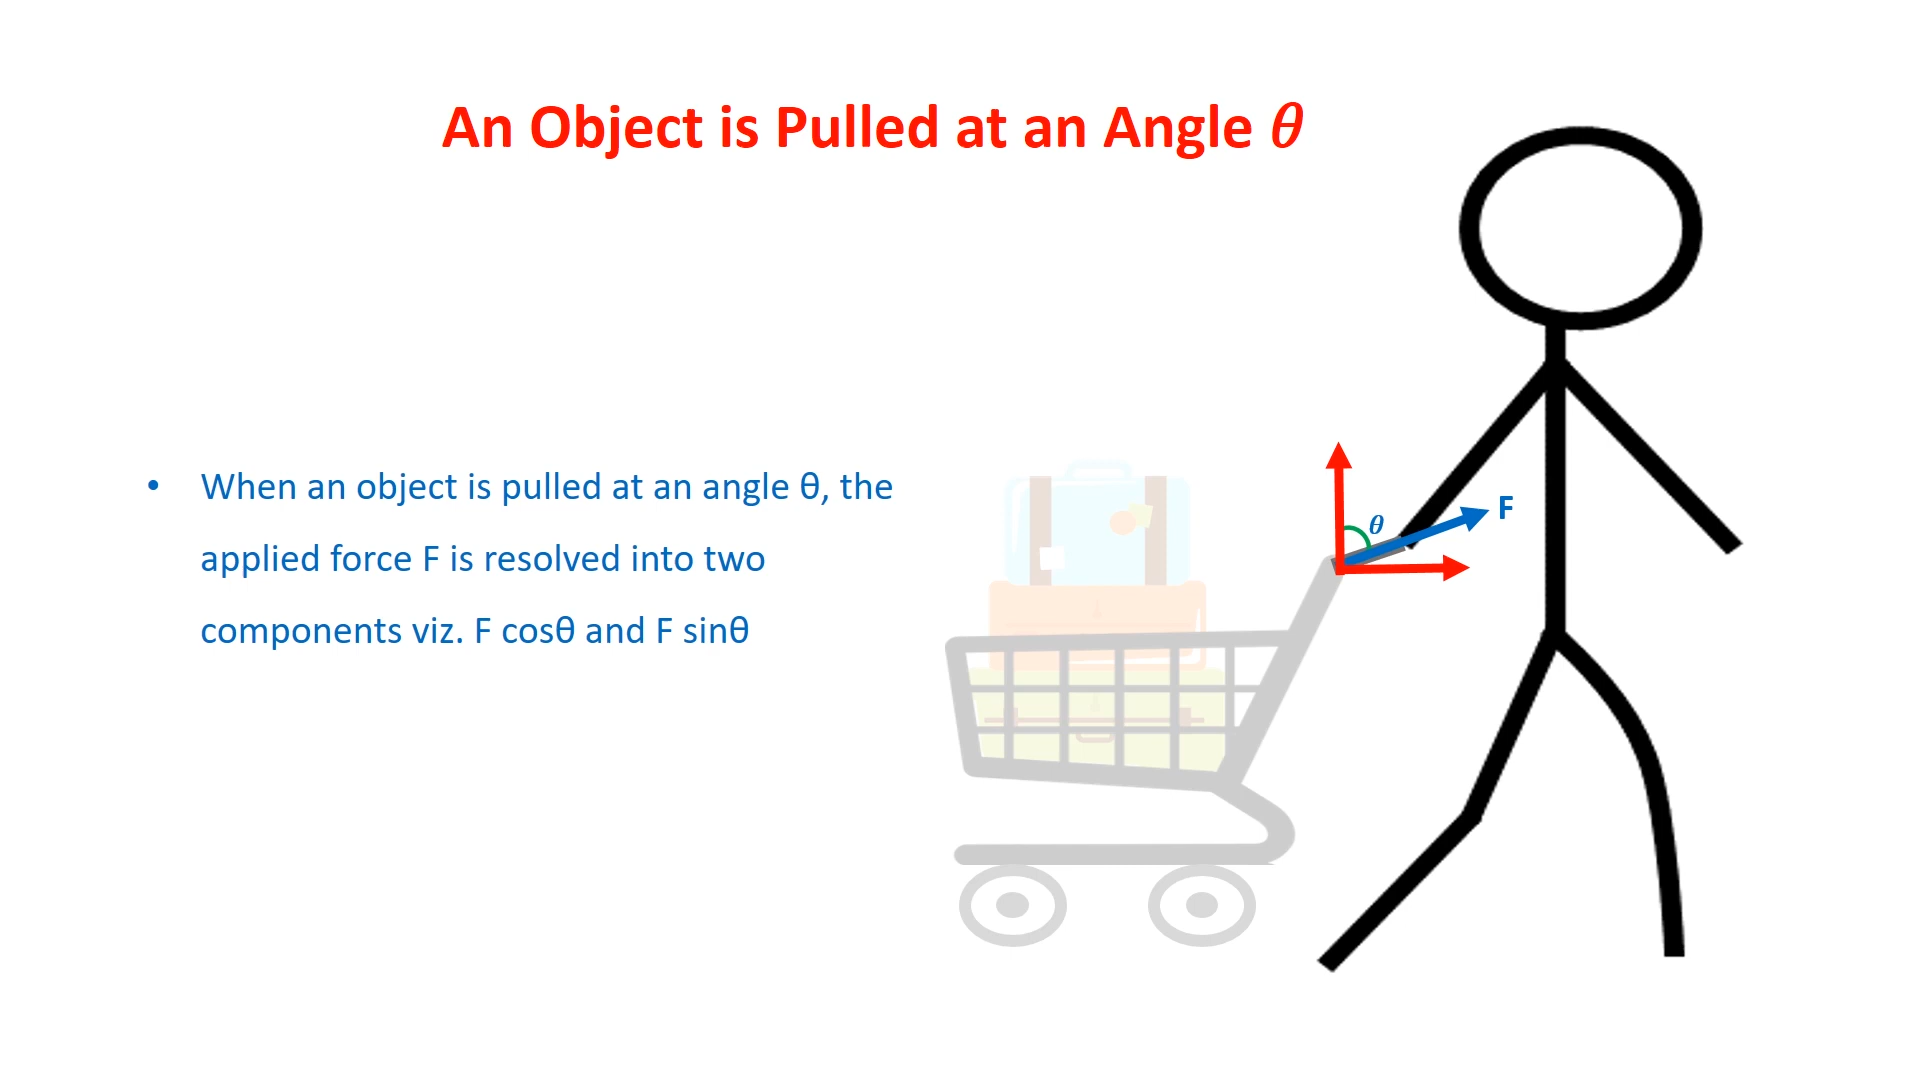 An Object is Pulled at an Angle θ
• When an object is pulled at an angle θ, the
applied force F is resolved into two
components viz. F cosθ and F sinθ
θ
F